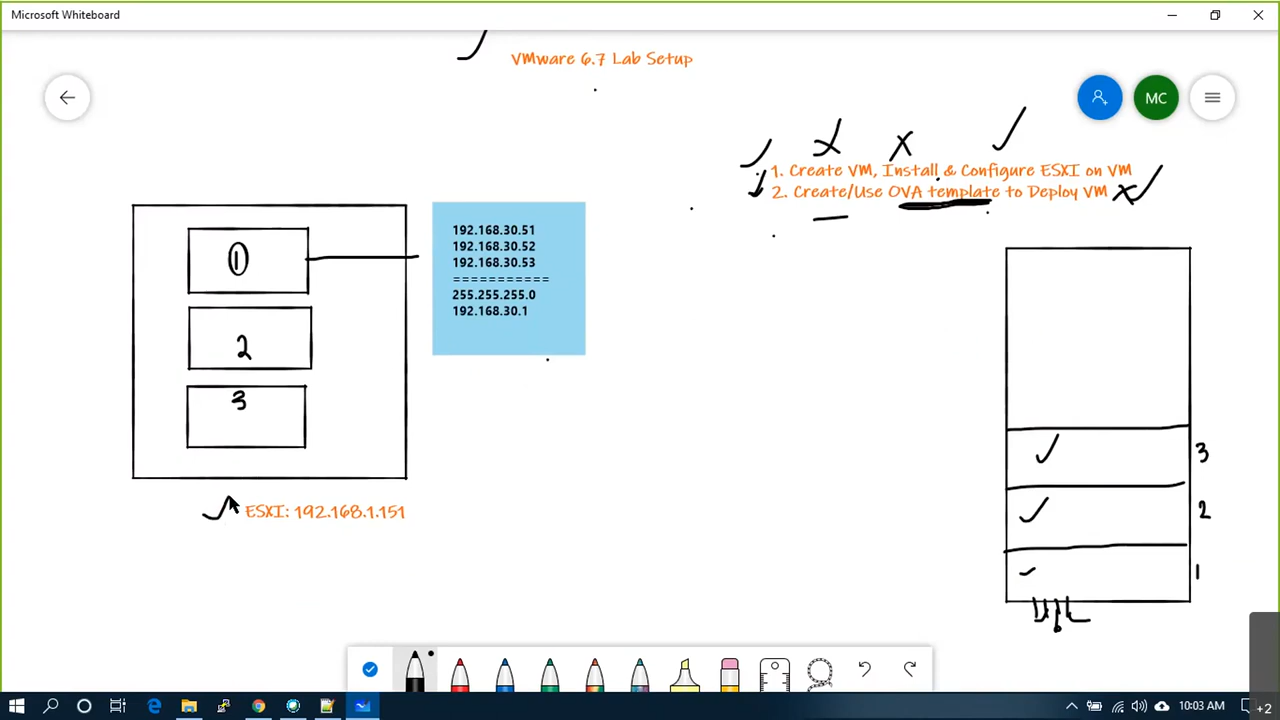 Microsoft Whiteboard
VMware 6.7 Lab Setup
MC
1. Create VM, Install & Configure ESXI on VM
2. Create/Use OVA template to Deploy VM
1
2
3
192.168.30.51
192.168.30.52
192.168.30.53
===========
255.255.255.0
192.168.30.1
ESXI: 192.168.1.151
3
2
1
10:03 AM
+2